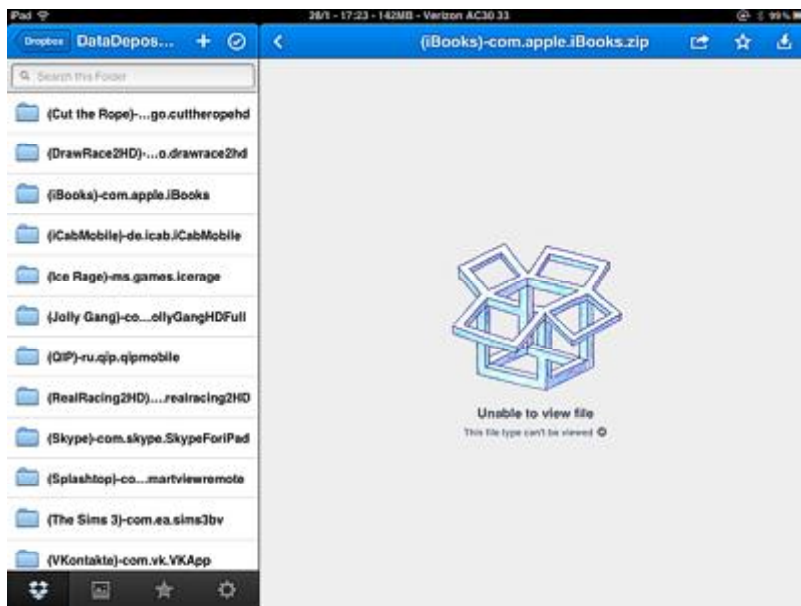 iPad
26/1 - 17:23 - 142MB - Verizon AC30 33
99%
Dropbox
DataDepos...
(iBooks)-com.apple.iBooks.zip
Search this Folder
(Cut the Rope)-...go.cuttheropehd
(DrawRace2HD)-...o.drawrace2hd
(iBooks)-com.apple.iBooks
(iCabMobile)-de.icab.iCabMobile
(Ice Rage)-ms.games.icerage
(Jolly Gang)-co...ollyGangHDFull
(QIP)-ru.qip.qipmobile
(RealRacing2HD)....realracing2HD
(Skype)-com.skype.SkypeForiPad
(Splashtop)-co...martviewremote
(The Sims 3)-com.ea.sims3bv
(VKontakte)-com.vk.VKApp
Unable to view file
This file type can't be viewed